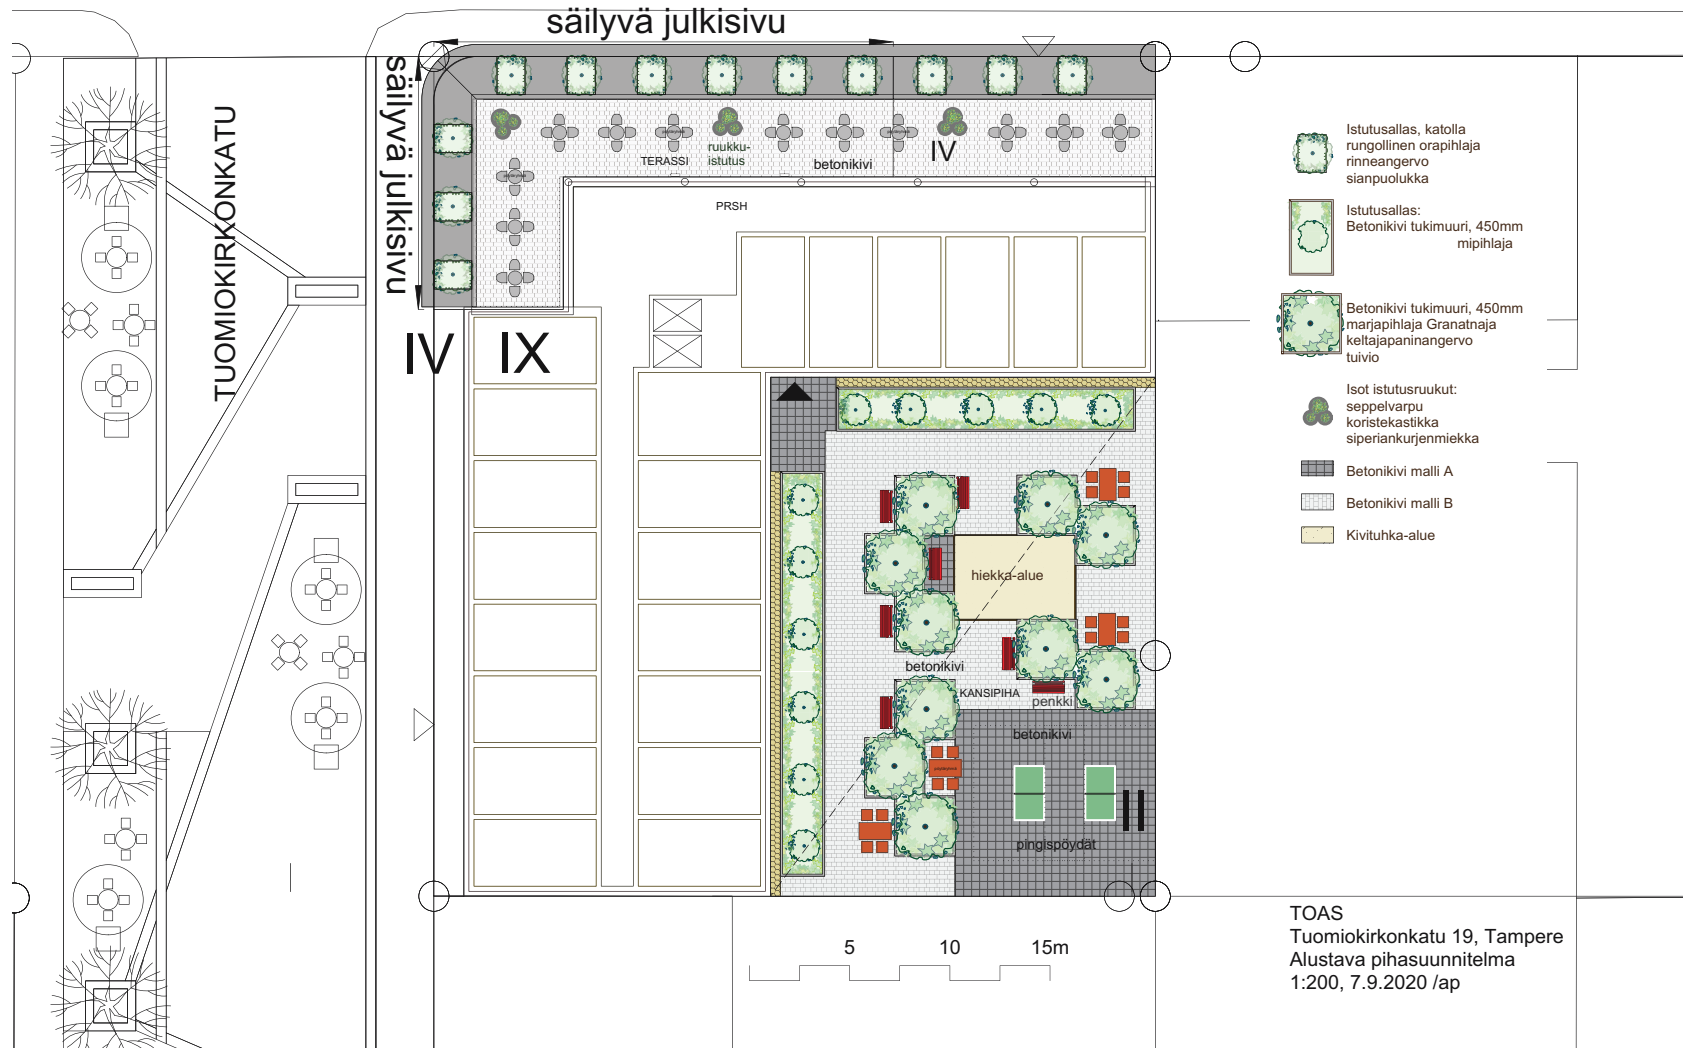 säilyvä julkisivu
säilyvä julkisivu
TUOMIOKIRKONKATU
TERASSI
ruukku-
istutus
betonikivi
IV
PRSH
IV
IX
hiekka-alue
betonikivi
KANSIPIHA
penkki
betonikivi
pingispöydät
Istutusallas, katolla
rungollinen orapihlaja
rinneangervo
sianpuolukka
Istutusallas:
Betonikivi tukimuuri, 450mm
mipihlaja
Betonikivi tukimuuri, 450mm
marjapihlaja Granatnaja
keltajapaninangervo
tuivio
Isot istutusruukut:
seppelvarpu
koristekastikka
siperiankurjenmiekka
Betonikivi malli A
Betonikivi malli B
Kivituhka-alue
5 10 15m
TOAS
Tuomiokirkonkatu 19, Tampere
Alustava pihasuunnitelma
1:200, 7.9.2020 /ap